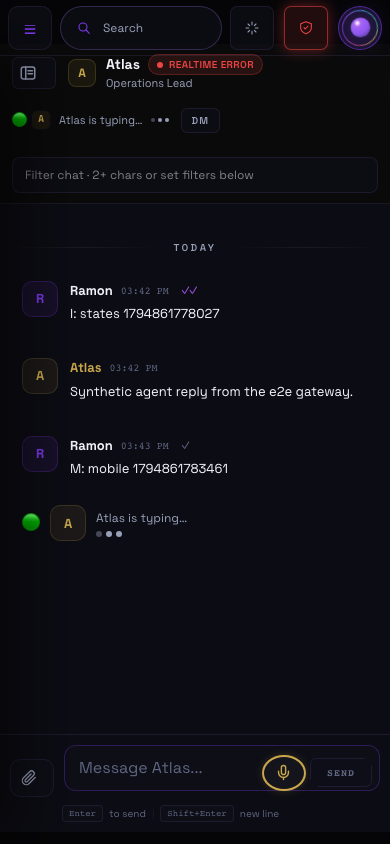 Search
A
Atlas
REALTIME ERROR
Operations Lead
A
Atlas is typing...
DM
Filter chat · 2+ chars or set filters below
TODAY
R
Ramon 03:42 PM
I: states 1794861778027
A
Atlas 03:42 PM
Synthetic agent reply from the e2e gateway.
R
Ramon 03:43 PM
M: mobile 1794861783461
A
Atlas is typing...
Message Atlas...
SEND
Enter to send Shift+Enter new line